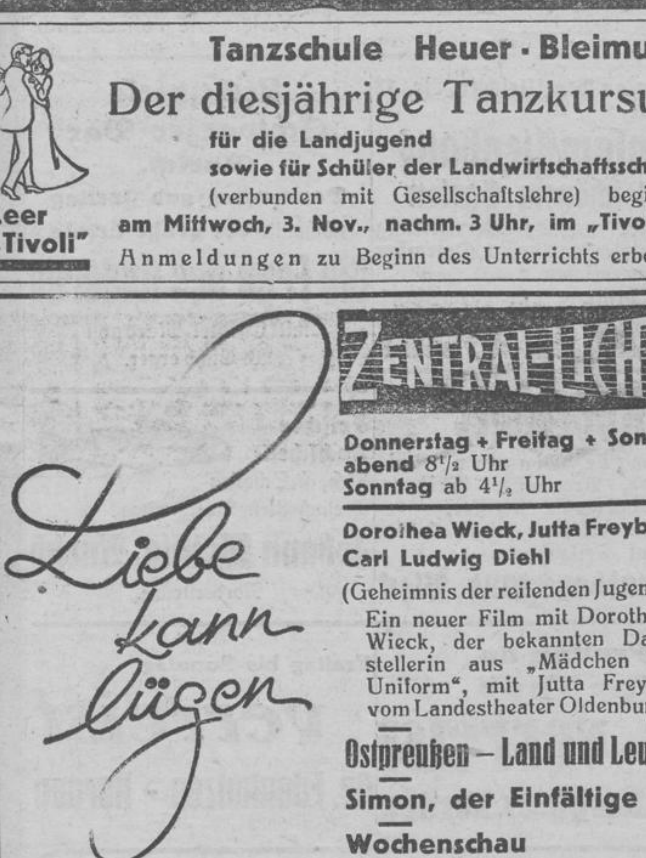 Tanzschule Heuer · Bleimu
Der diesjährige Tanzkursu
für die Landjugend
sowie für Schüler der Landwirtschaftssch
(verbunden mit Gesellschaftslehre) begi
am Mittwoch, 3. Nov., nachm. 3 Uhr, im „Tivo
Anmeldungen zu Beginn des Unterrichts erbe
eer
Tivoli"
Liebe
kann
lügen
ZENTRAL-LICH
Donnerstag + Freitag + Son
abend 8½ Uhr
Sonntag ab 4½ Uhr
Dorothea Wieck, Jutta Freyb
Carl Ludwig Diehl
(Geheimnis der reifenden Jugen
Ein neuer Film mit Doroth
Wieck, der bekannten Da
stellerin aus „Mädchen
Uniform“, mit Jutta Frey
vom Landestheater Oldenbu
Ostpreußen — Land und Leu
Simon, der Einfältige
Wochenschau